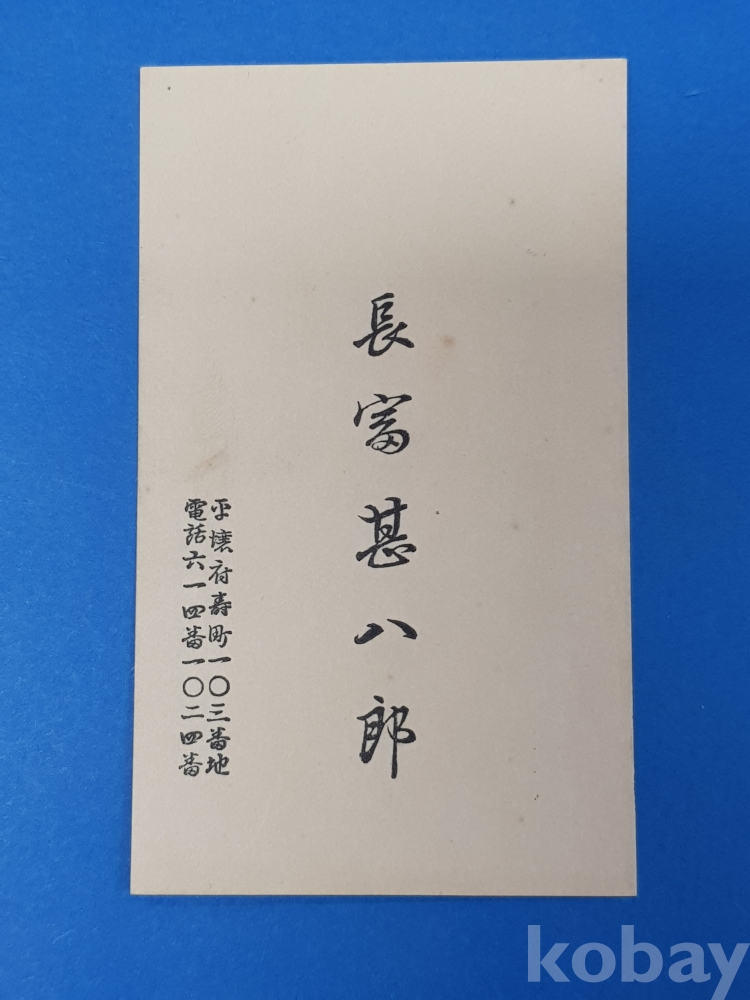 長富甚八郎
平壤府壽町一〇三番地
電話六一四番一〇二四番
kobay